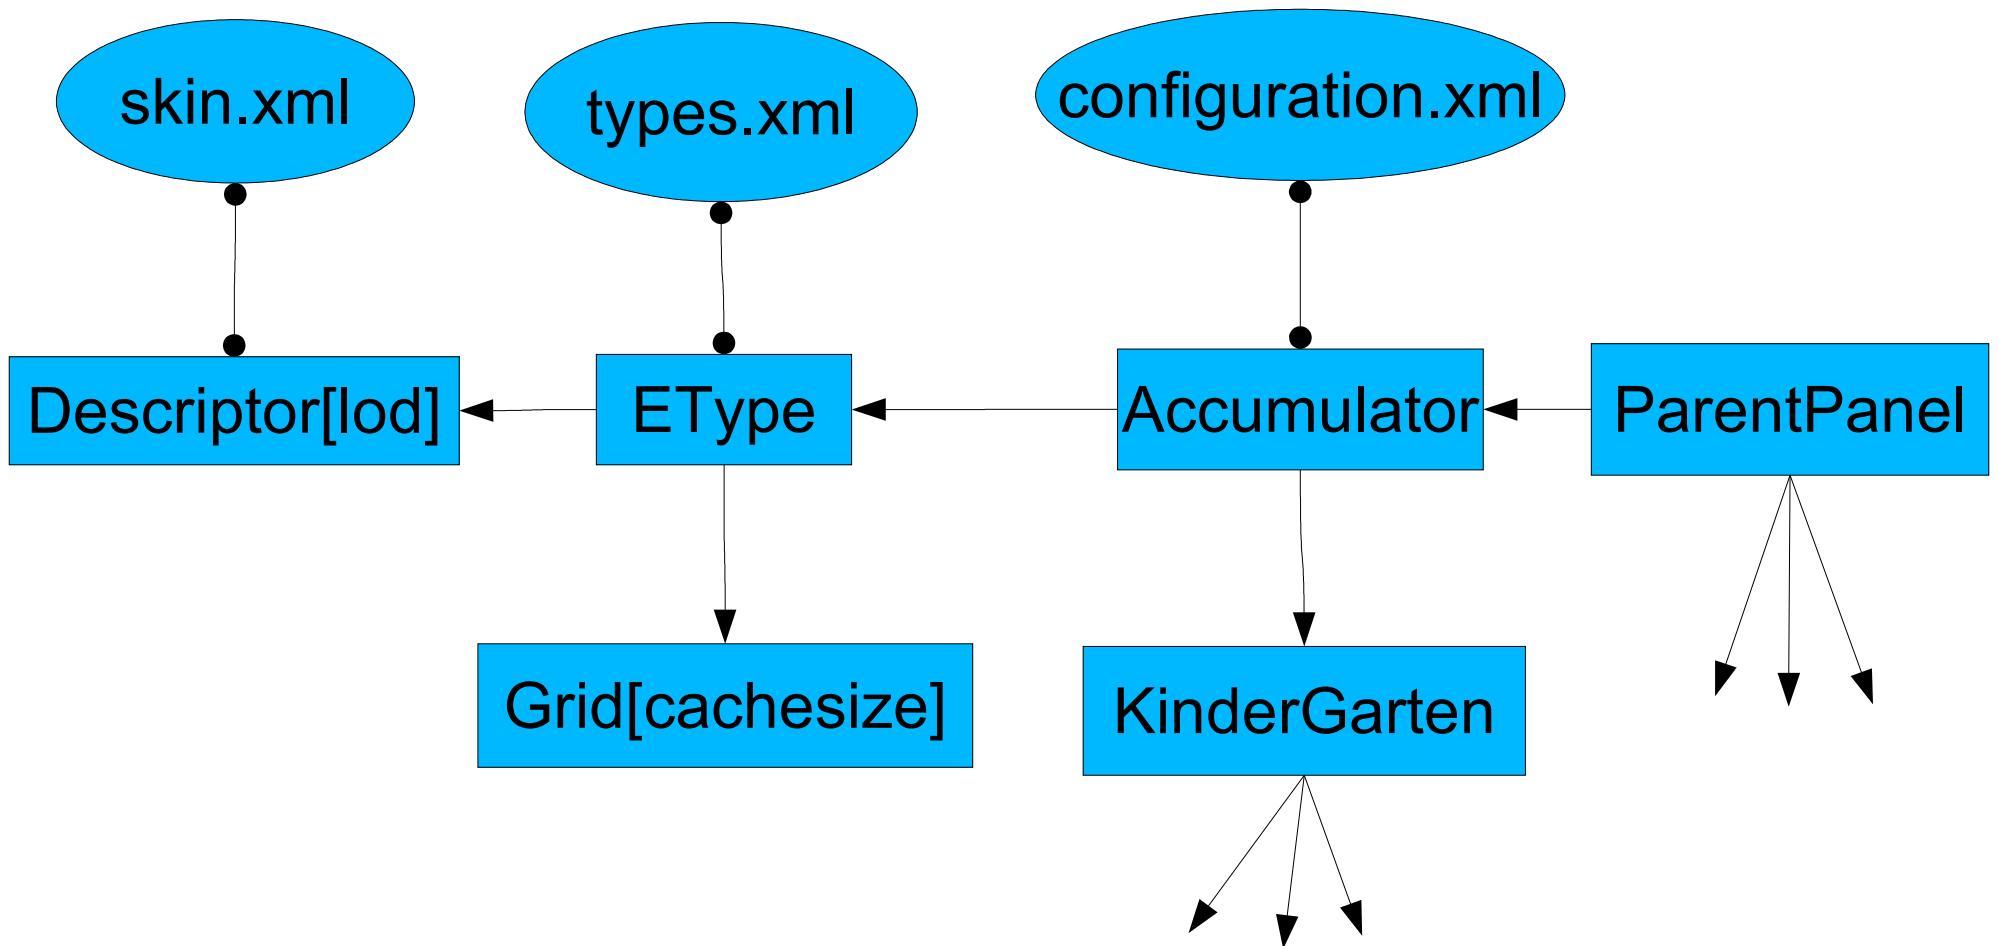 skin.xml
types.xml
configuration.xml
Descriptor[lod]
EType
Accumulator
ParentPanel
Grid[cachesize]
KinderGarten